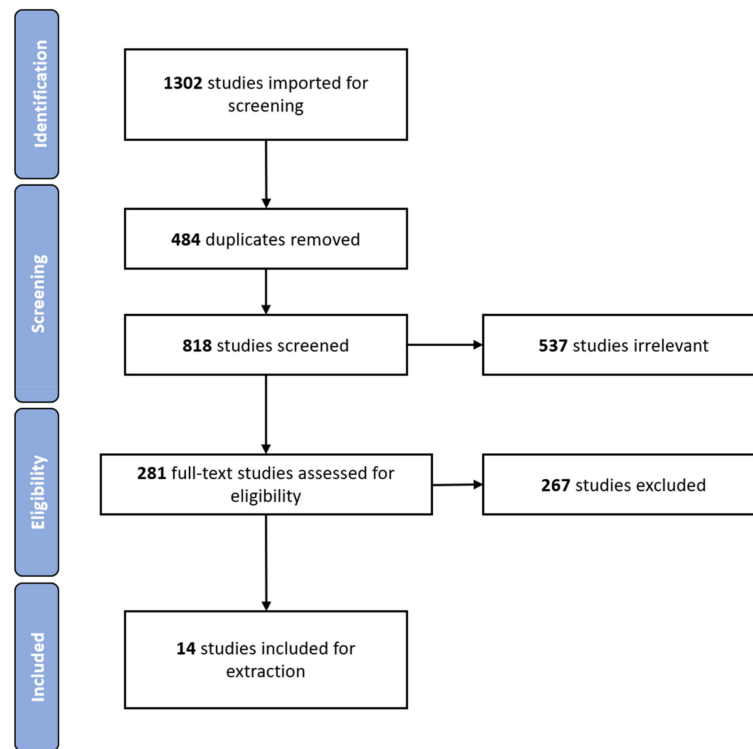 Identification
1302 studies imported for
screening
Screening
484 duplicates removed
818 studies screened
537 studies irrelevant
Eligibility
281 full-text studies assessed for
eligibility
267 studies excluded
Included
14 studies included for
extraction